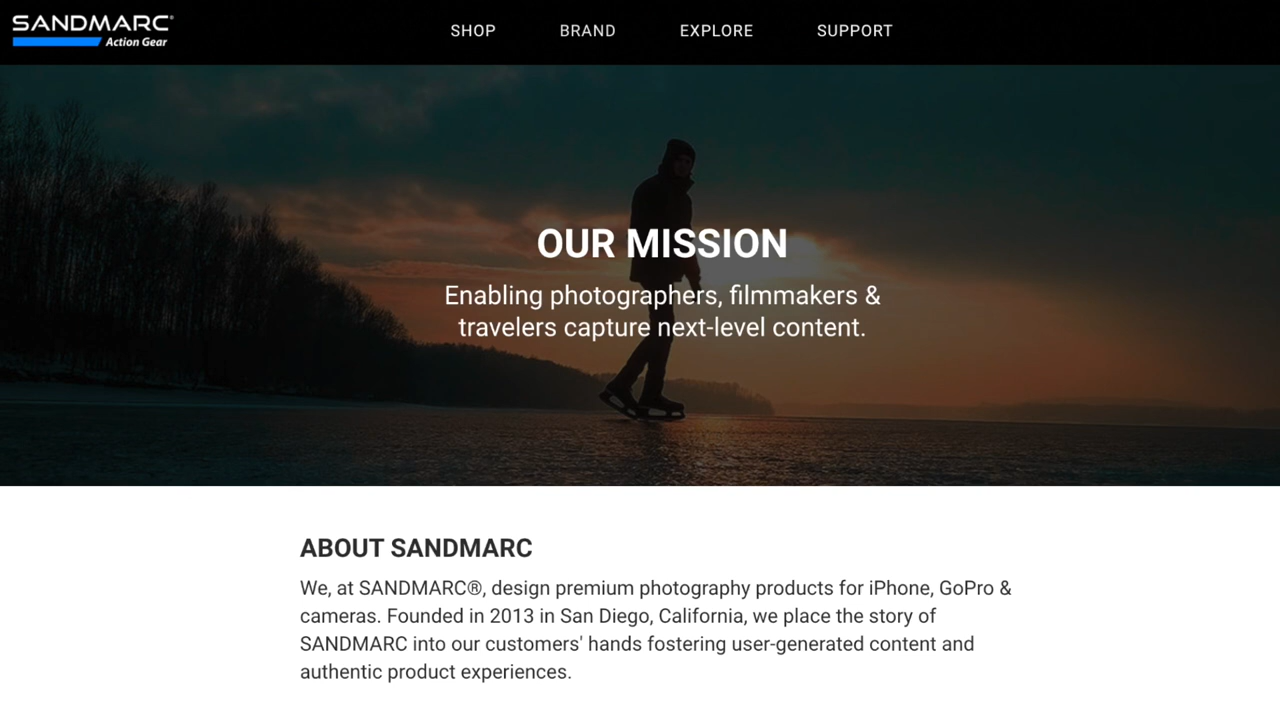 SANDMARC®
Action Gear
SHOP BRAND EXPLORE SUPPORT
OUR MISSION
Enabling photographers, filmmakers &
travelers capture next-level content.
ABOUT SANDMARC
We, at SANDMARC®, design premium photography products for iPhone, GoPro &
cameras. Founded in 2013 in San Diego, California, we place the story of
SANDMARC into our customers' hands fostering user-generated content and
authentic product experiences.